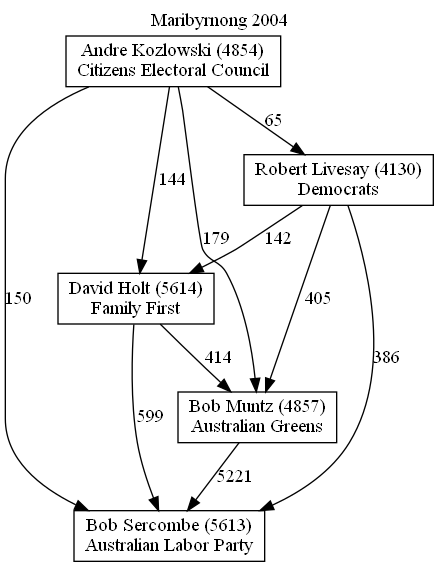 Maribyrnong 2004
Andre Kozlowski (4854)
Citizens Electoral Council
65
Robert Livesay (4130)
Democrats
144
179
142
150
David Holt (5614)
Family First
405
414
386
Bob Muntz (4857)
Australian Greens
599
5221
Bob Sercombe (5613)
Australian Labor Party